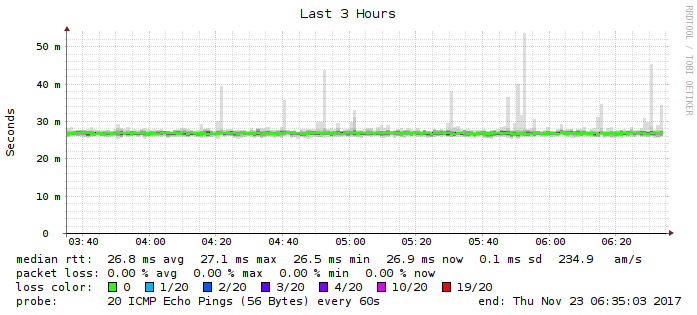 Last 3 Hours
RRDTOOL / TOBI OETIKER
Seconds
50 m
40 m
30 m
20 m
10 m
0
03:40 04:00 04:20 04:40 05:00 05:20 05:40 06:00 06:20
median rtt: 26.8 ms avg 27.1 ms max 26.5 ms min 26.9 ms now 0.1 ms sd 234.9 am/s
packet loss: 0.00 % avg 0.00 % max 0.00 % min 0.00 % now
loss color: 0 1/20 2/20 3/20 4/20 10/20 19/20
probe: 20 ICMP Echo Pings (56 Bytes) every 60s end: Thu Nov 23 06:35:03 2017